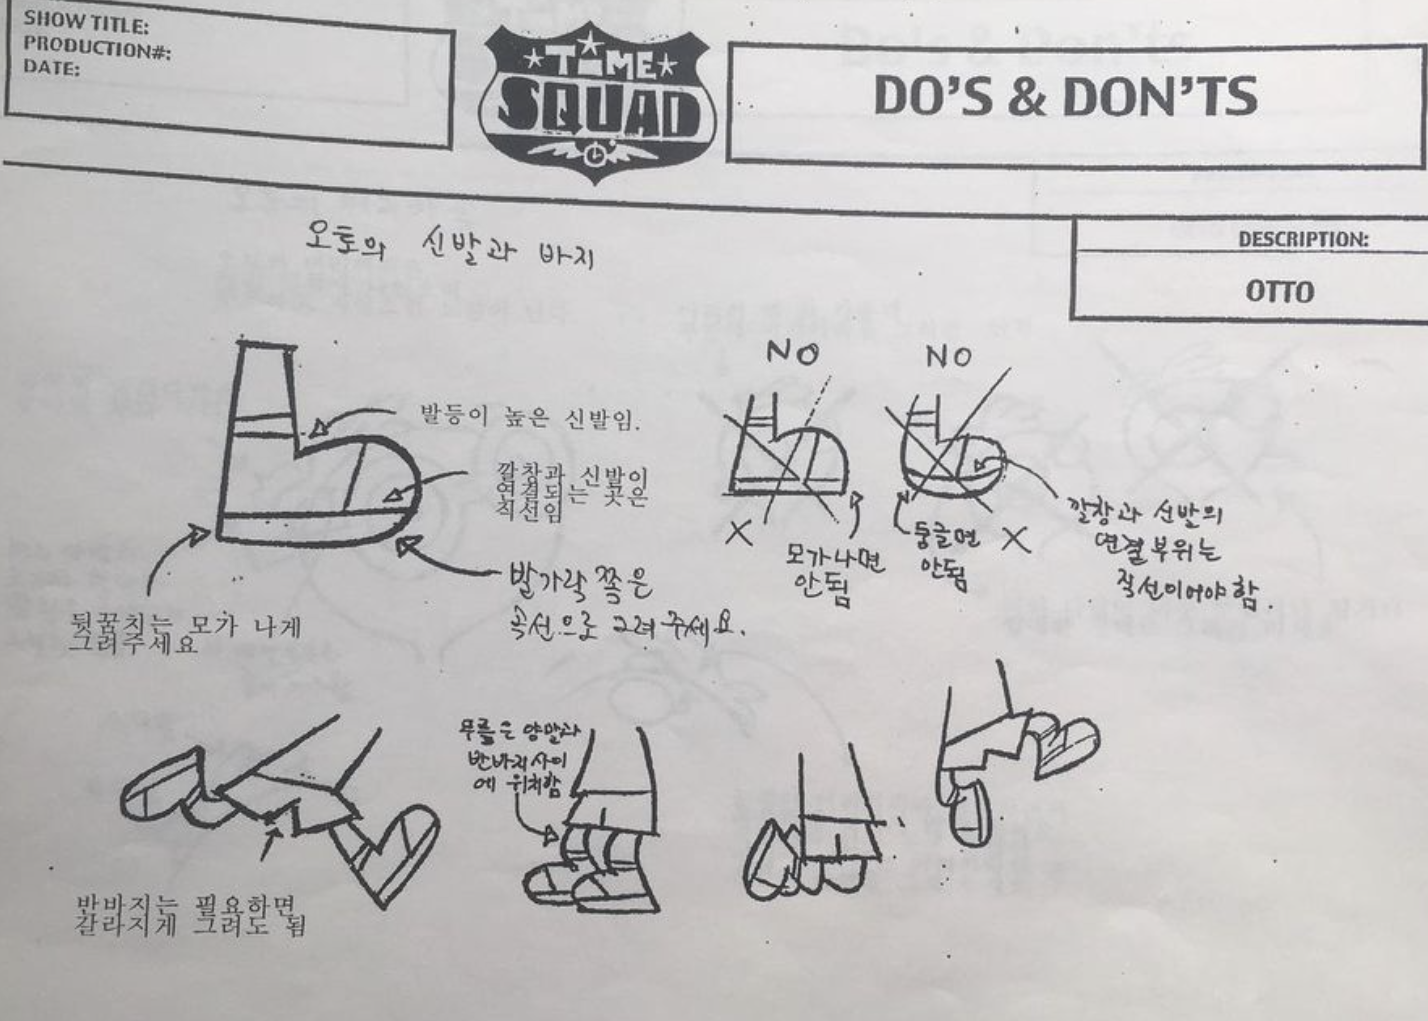 SHOW TITLE:
PRODUCTION#:
DATE:
TIME
SQUAD
DO'S & DON'TS
DESCRIPTION:
OTTO
오토의 신발과 바지
발등이 높은 신발임.
깔창과 신발이
연결되는 곳은
직선임
발가락 쪽은
곡선으로 그려 주세요.
뒷꿈치는 모가 나게
그려주세요
NO
NO
X
모가나면
안됨
둥글면
안됨
X
깔창과 신발의
연결 부위는
직선이어야 함.
무릎은 양말과
반바지 사이
에 위치함
반바지는 필요하면
갈라지게 그려도 됨